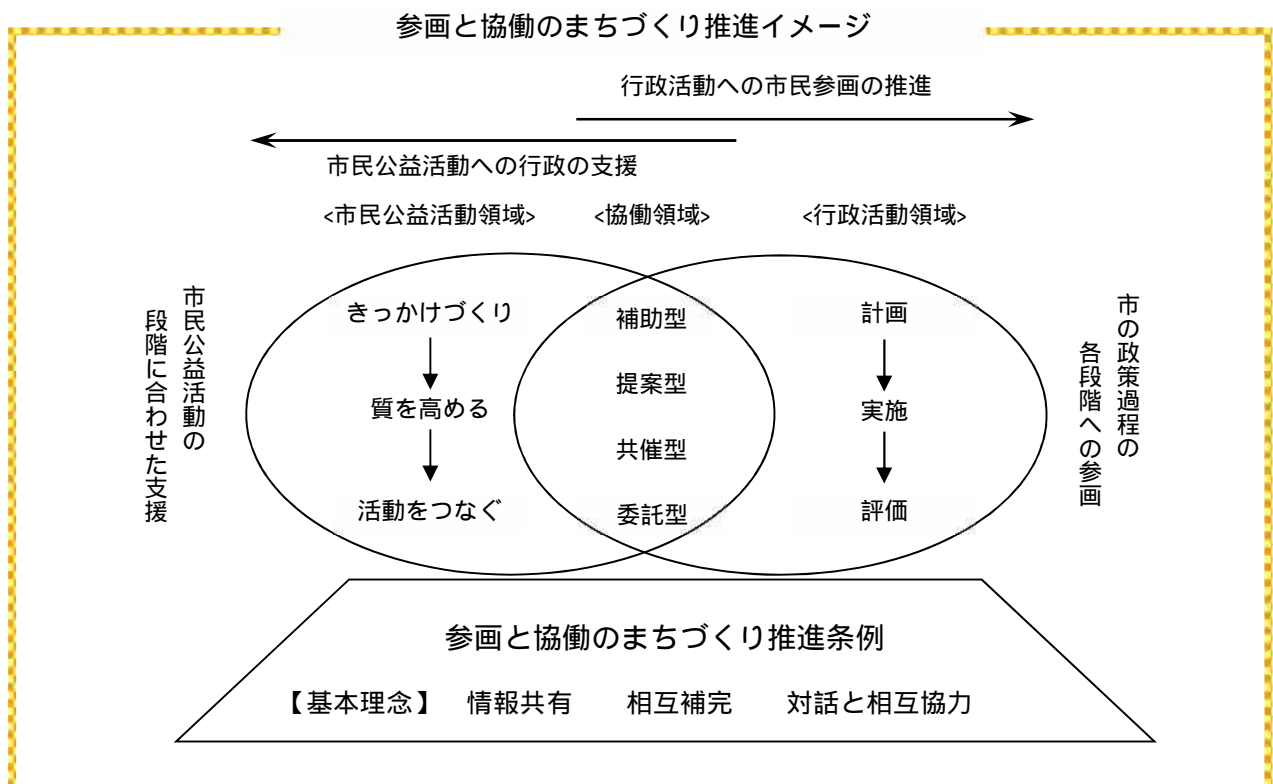 参画と協働のまちづくり推進イメージ
行政活動への市民参画の推進
市民公益活動への行政の支援
<市民公益活動領域> <協働領域> <行政活動領域>
市民公益活動の
段階に合わせた支援
きっかけづくり
質を高める
活動をつなぐ
補助型
提案型
共催型
委託型
計画
実施
評価
市の政策過程の
各段階への参画
参画と協働のまちづくり推進条例
【基本理念】 情報共有 相互補完 対話と相互協力